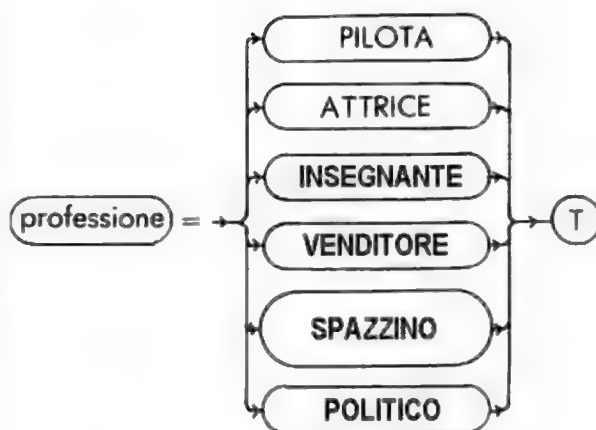 PILOTA
ATTRICE
INSEGNANTE
professione =
VENDITORE
T
SPAZZINO
POLITICO